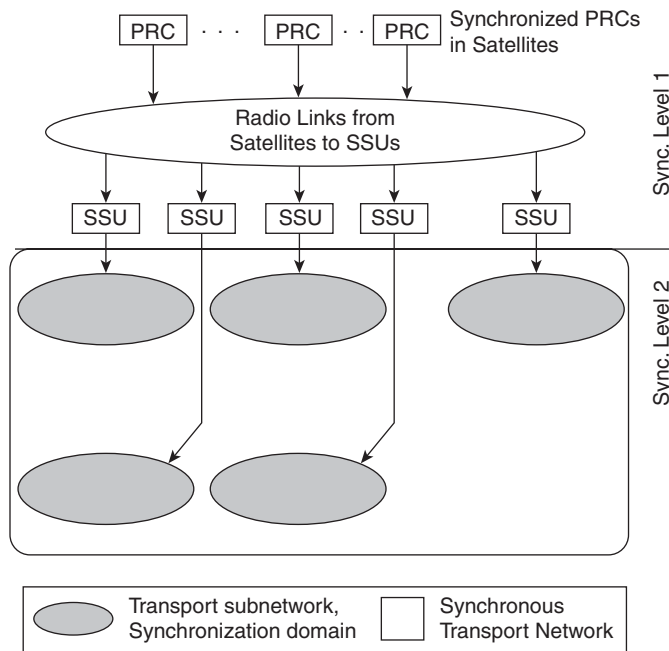 PRC . . . PRC . . PRC
Synchronized PRCs
in Satellites
Radio Links from
Satellites to SSUs
Sync. Level 1
SSU SSU SSU SSU SSU
Sync. Level 2
Transport subnetwork,
Synchronization domain
Synchronous
Transport Network